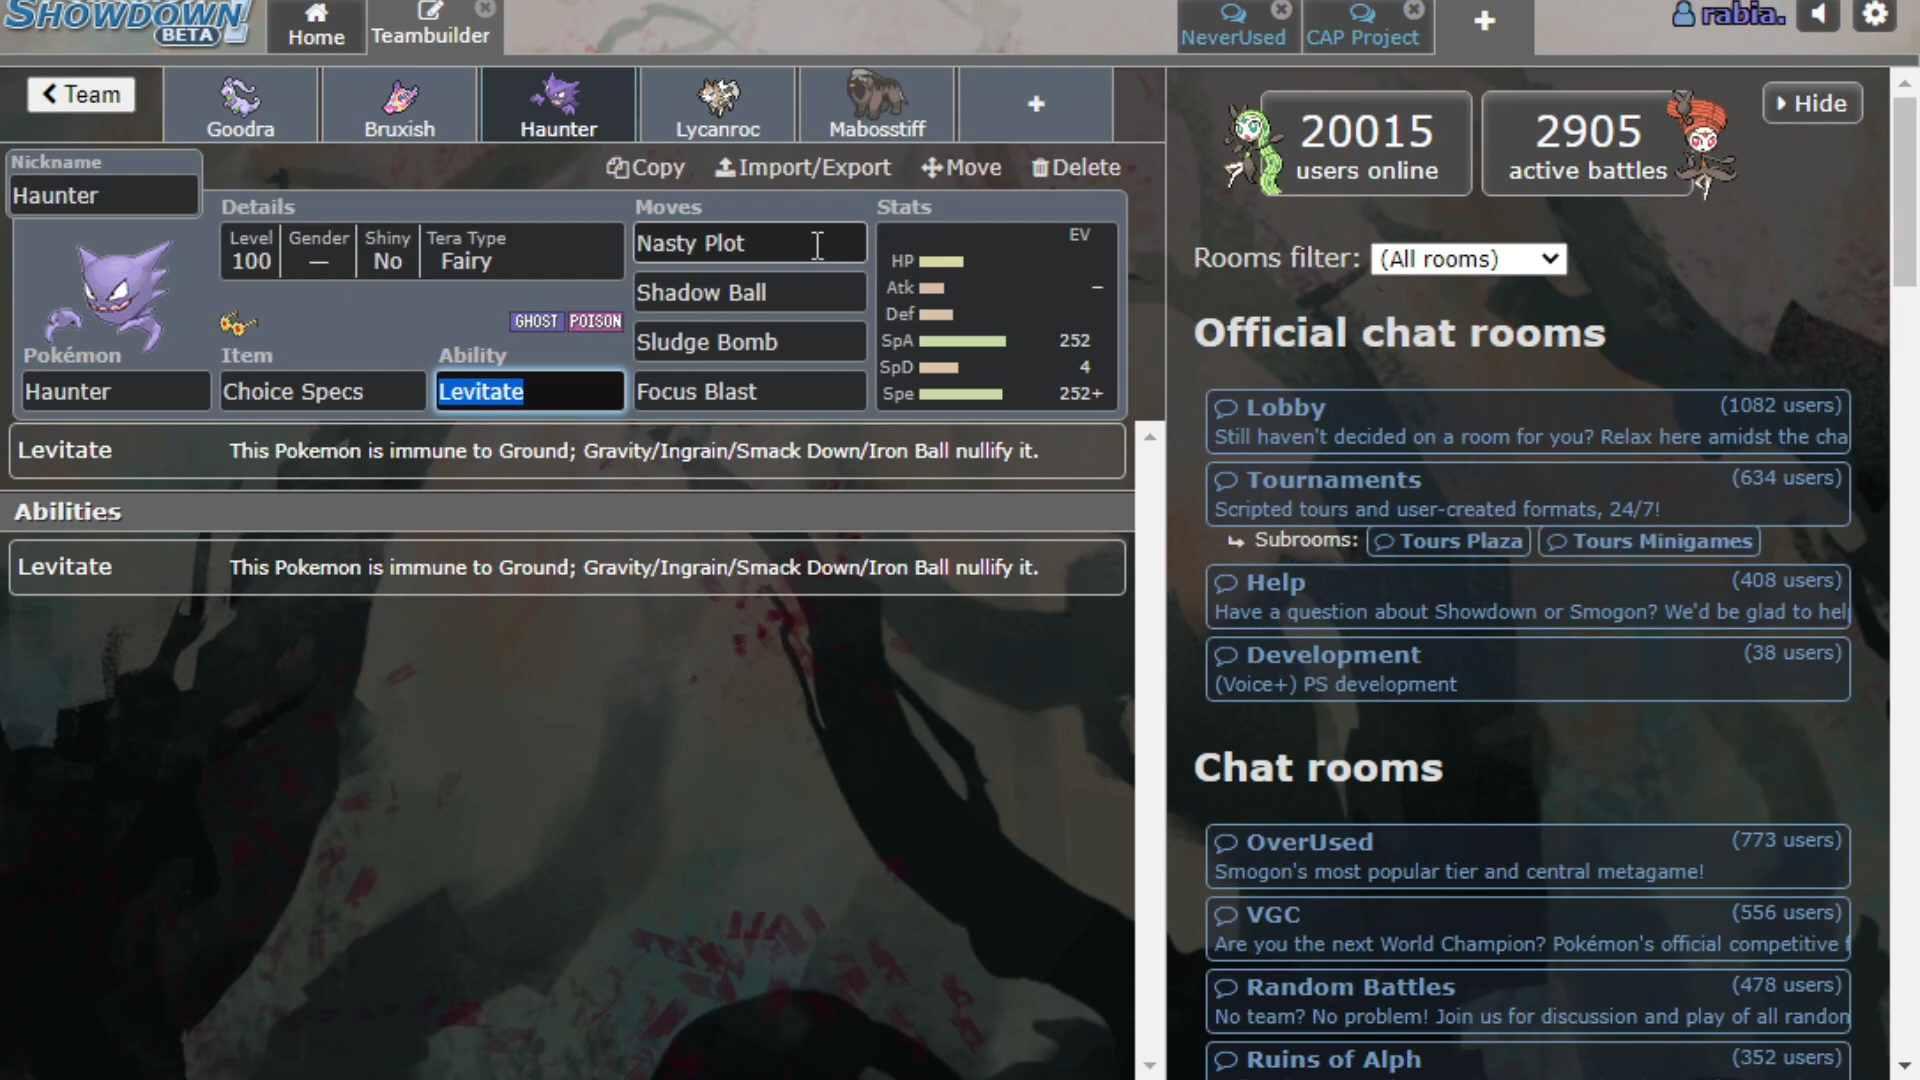 SHOWDOWN
BETA
Home
Teambuilder
NeverUsed
CAP Project
+
rabia.
Team
Goodra
Bruxish
Haunter
Lycanroc
Mabosstiff
+
Nickname
Haunter
Copy
Import/Export
Move
Delete
Details
Level
100
Gender
—
Shiny
No
Tera Type
Fairy
GHOST POISON
Pokémon
Haunter
Item
Choice Specs
Ability
Levitate
Moves
Nasty Plot
Shadow Ball
Sludge Bomb
Focus Blast
Stats
EV
HP
Atk –
Def
SpA 252
SpD 4
Spe 252+
Levitate This Pokemon is immune to Ground; Gravity/Ingrain/Smack Down/Iron Ball nullify it.
Abilities
Levitate This Pokemon is immune to Ground; Gravity/Ingrain/Smack Down/Iron Ball nullify it.
20015
users online
2905
active battles
Hide
Rooms filter: (All rooms)
Official chat rooms
Lobby (1082 users)
Still haven't decided on a room for you? Relax here amidst the cha
Tournaments (634 users)
Scripted tours and user-created formats, 24/7!
Subrooms: Tours Plaza Tours Minigames
Help (408 users)
Have a question about Showdown or Smogon? We'd be glad to hel
Development (38 users)
(Voice+) PS development
Chat rooms
OverUsed (773 users)
Smogon's most popular tier and central metagame!
VGC (556 users)
Are you the next World Champion? Pokémon's official competitive
Random Battles (478 users)
No team? No problem! Join us for discussion and play of all randon
Ruins of Alph (352 users)